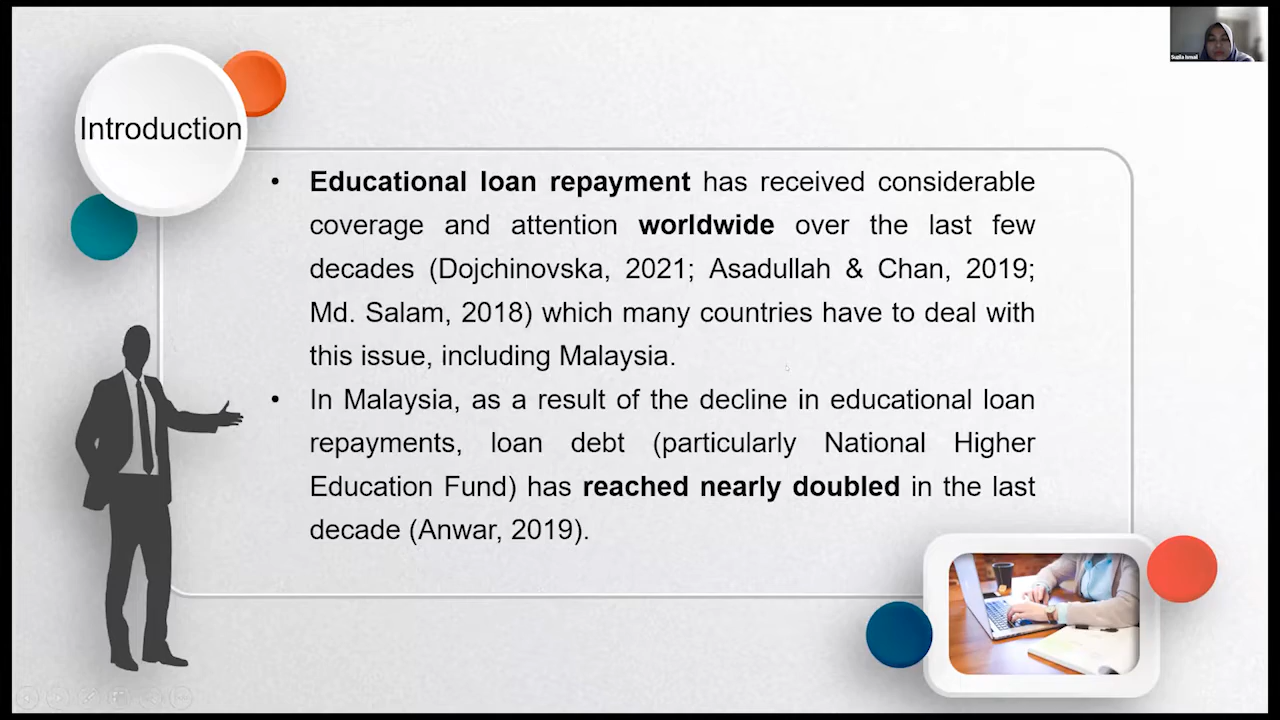 Suzila Ismail
Introduction
• Educational loan repayment has received considerable
coverage and attention worldwide over the last few
decades (Dojchinovska, 2021; Asadullah & Chan, 2019;
Md. Salam, 2018) which many countries have to deal with
this issue, including Malaysia.
• In Malaysia, as a result of the decline in educational loan
repayments, loan debt (particularly National Higher
Education Fund) has reached nearly doubled in the last
decade (Anwar, 2019).